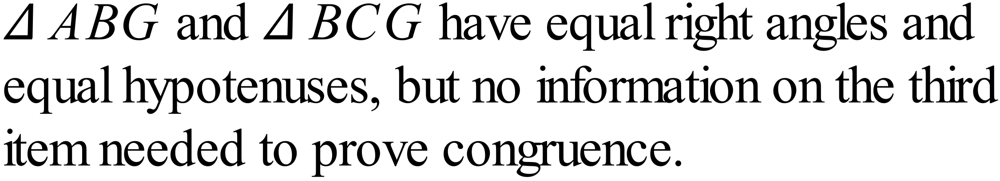 Δ ABG and Δ BCG have equal right angles and
equal hypotenuses, but no information on the third
item needed to prove congruence.